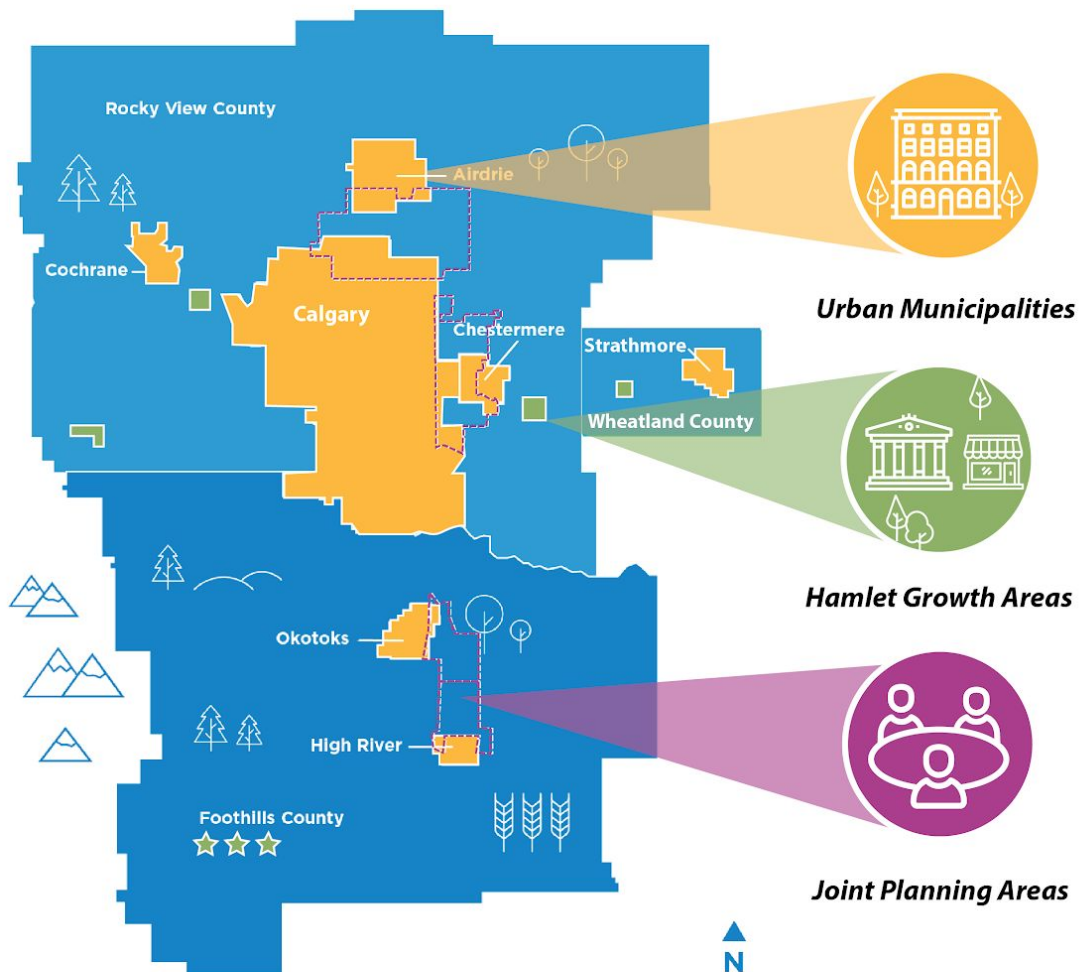 Rocky View County
Airdrie
Cochrane
Calgary
Chestermere
Strathmore
Urban Municipalities
Wheatland County
Hamlet Growth Areas
Okotoks
High River
Foothills County
Joint Planning Areas
N